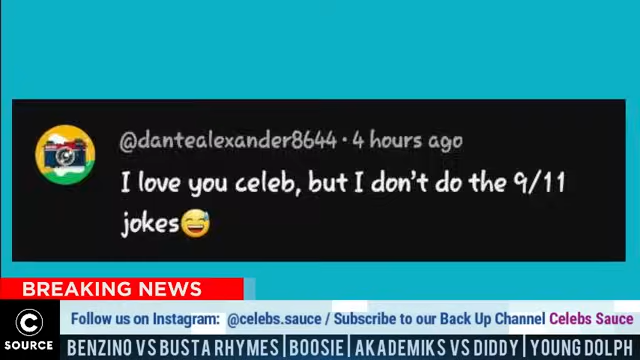 @dantealexander8644 · 4 hours ago
I love you celeb, but I don't do the 9/11
jokes😅
BREAKING NEWS
Follow us on Instagram: @celebs.sauce / Subscribe to our Back Up Channel Celebs Sauce
C
SOURCE
BENZINO VS BUSTA RHYMES | BOOSIE | AKADEMIKS VS DIDDY | YOUNG DOLPH